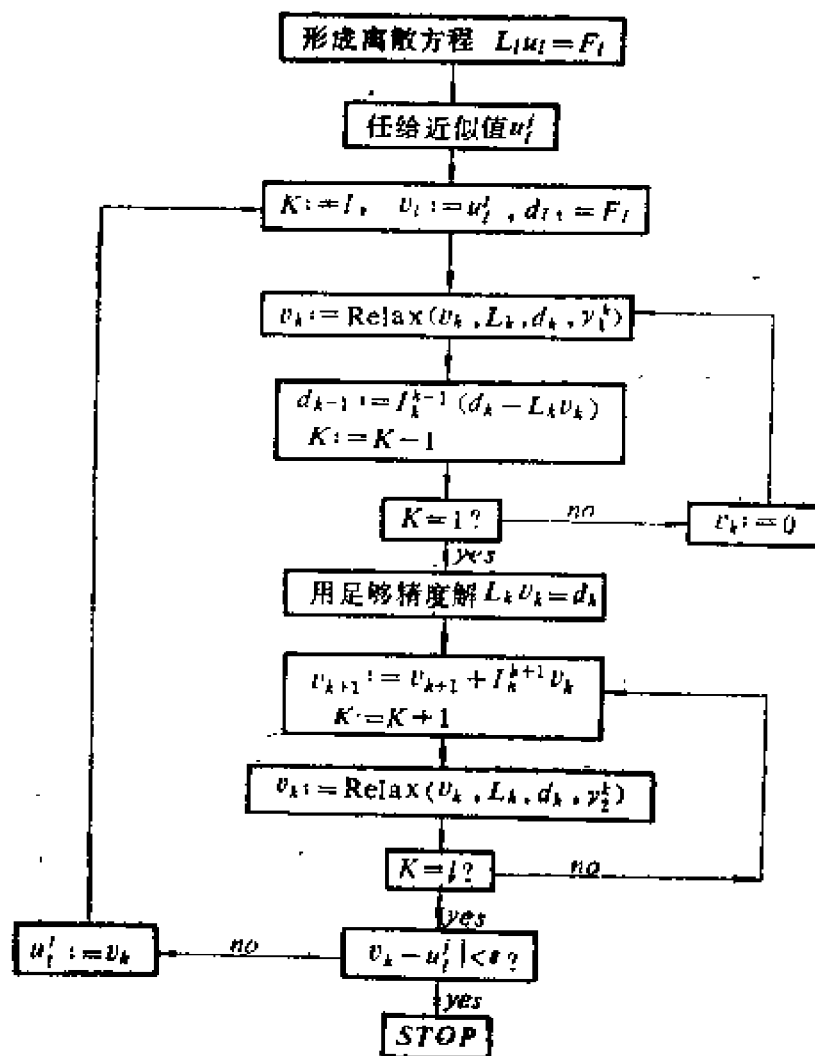 形成离散方程 L_l u_l = F_l
任给近似值 u_l^j
K := l, v_l := u_l^j, d_l := F_l
v_k := Relax(v_k, L_k, d_k, ν_1^k)
d_{k-1} := I_k^{k-1}(d_k - L_k v_k)
K := K - 1
K = 1? no v_k := 0
yes
用足够精度解 L_k v_k = d_k
v_{k+1} := v_{k+1} + I_k^{k+1} v_k
K := K + 1
v_k := Relax(v_k, L_k, d_k, ν_2^k)
K = l? no
yes
u_l^j := v_k no v_k - u_l^j | < ε?
yes
STOP